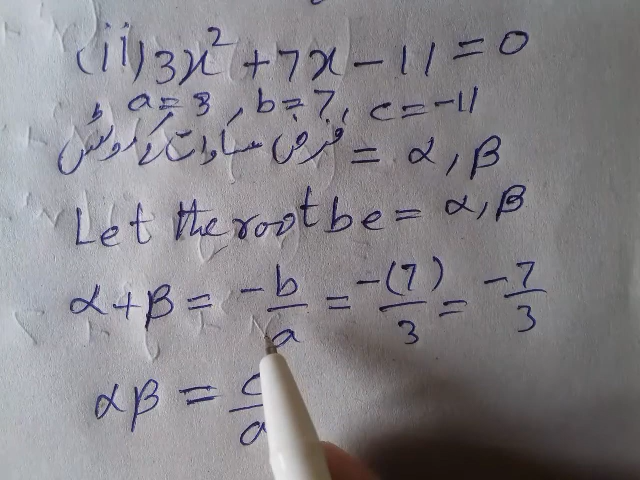 (ii) 3x² + 7x - 11 = 0
a = 3, b = 7, c = -11
فرض مساوات کے روٹس = α, β
Let the root be = α, β
α + β = -b/a = -(7)/3 = -7/3
αβ = c/a